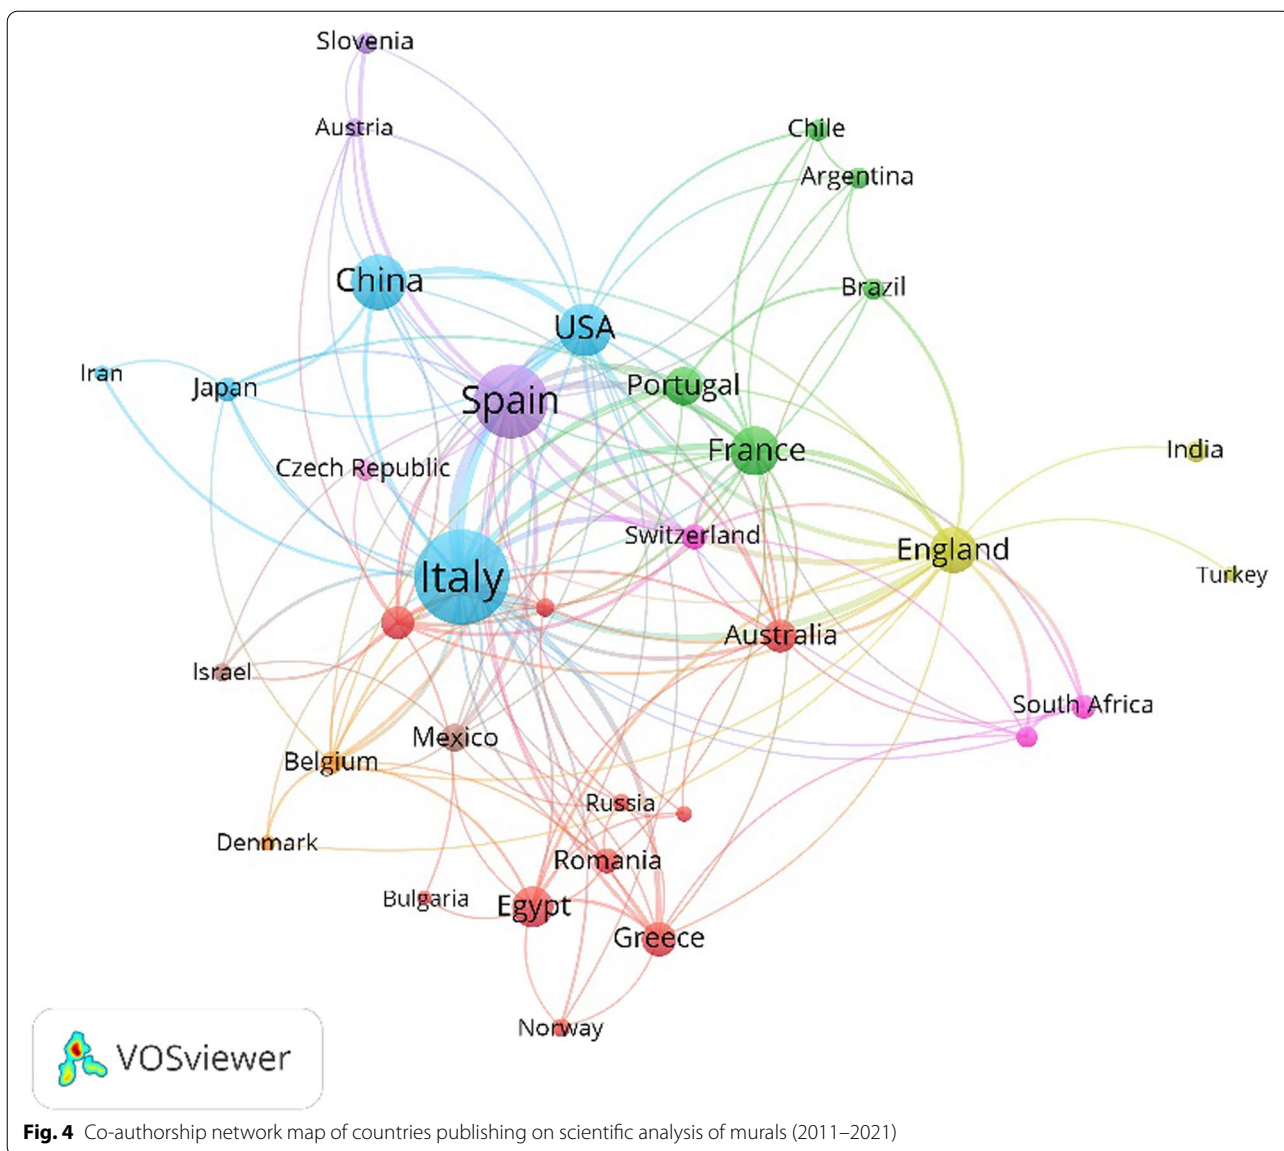 Slovenia
Austria
Chile
Argentina
China
Brazil
USA
Iran
Japan
Spain
Portugal
Czech Republic
France
India
Switzerland
England
Italy
Turkey
Australia
Israel
South Africa
Mexico
Belgium
Russia
Denmark
Romania
Bulgaria
Egypt
Greece
Norway
VOSviewer
Fig. 4 Co-authorship network map of countries publishing on scientific analysis of murals (2011–2021)